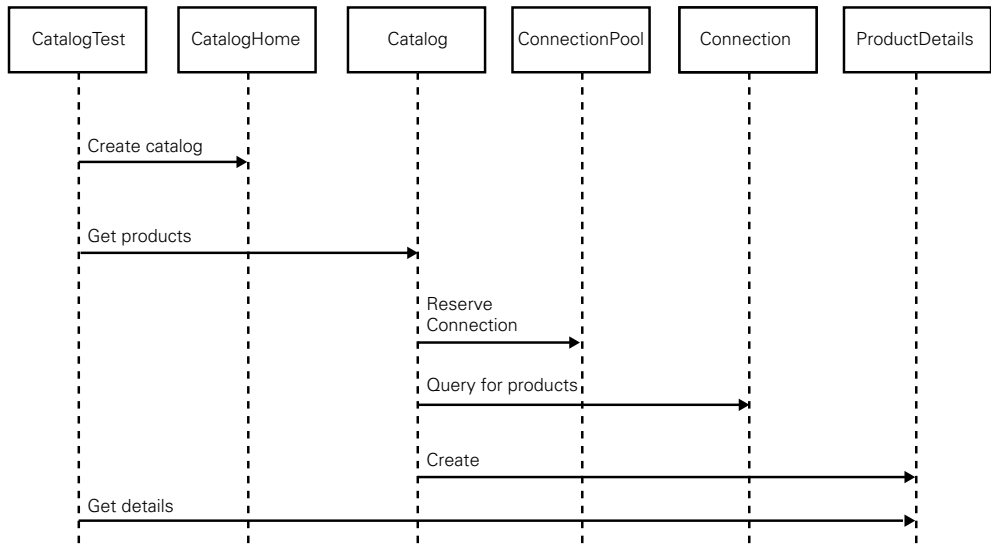 CatalogTest
CatalogHome
Catalog
ConnectionPool
Connection
ProductDetails
Create catalog
Get products
Reserve
Connection
Query for products
Create
Get details